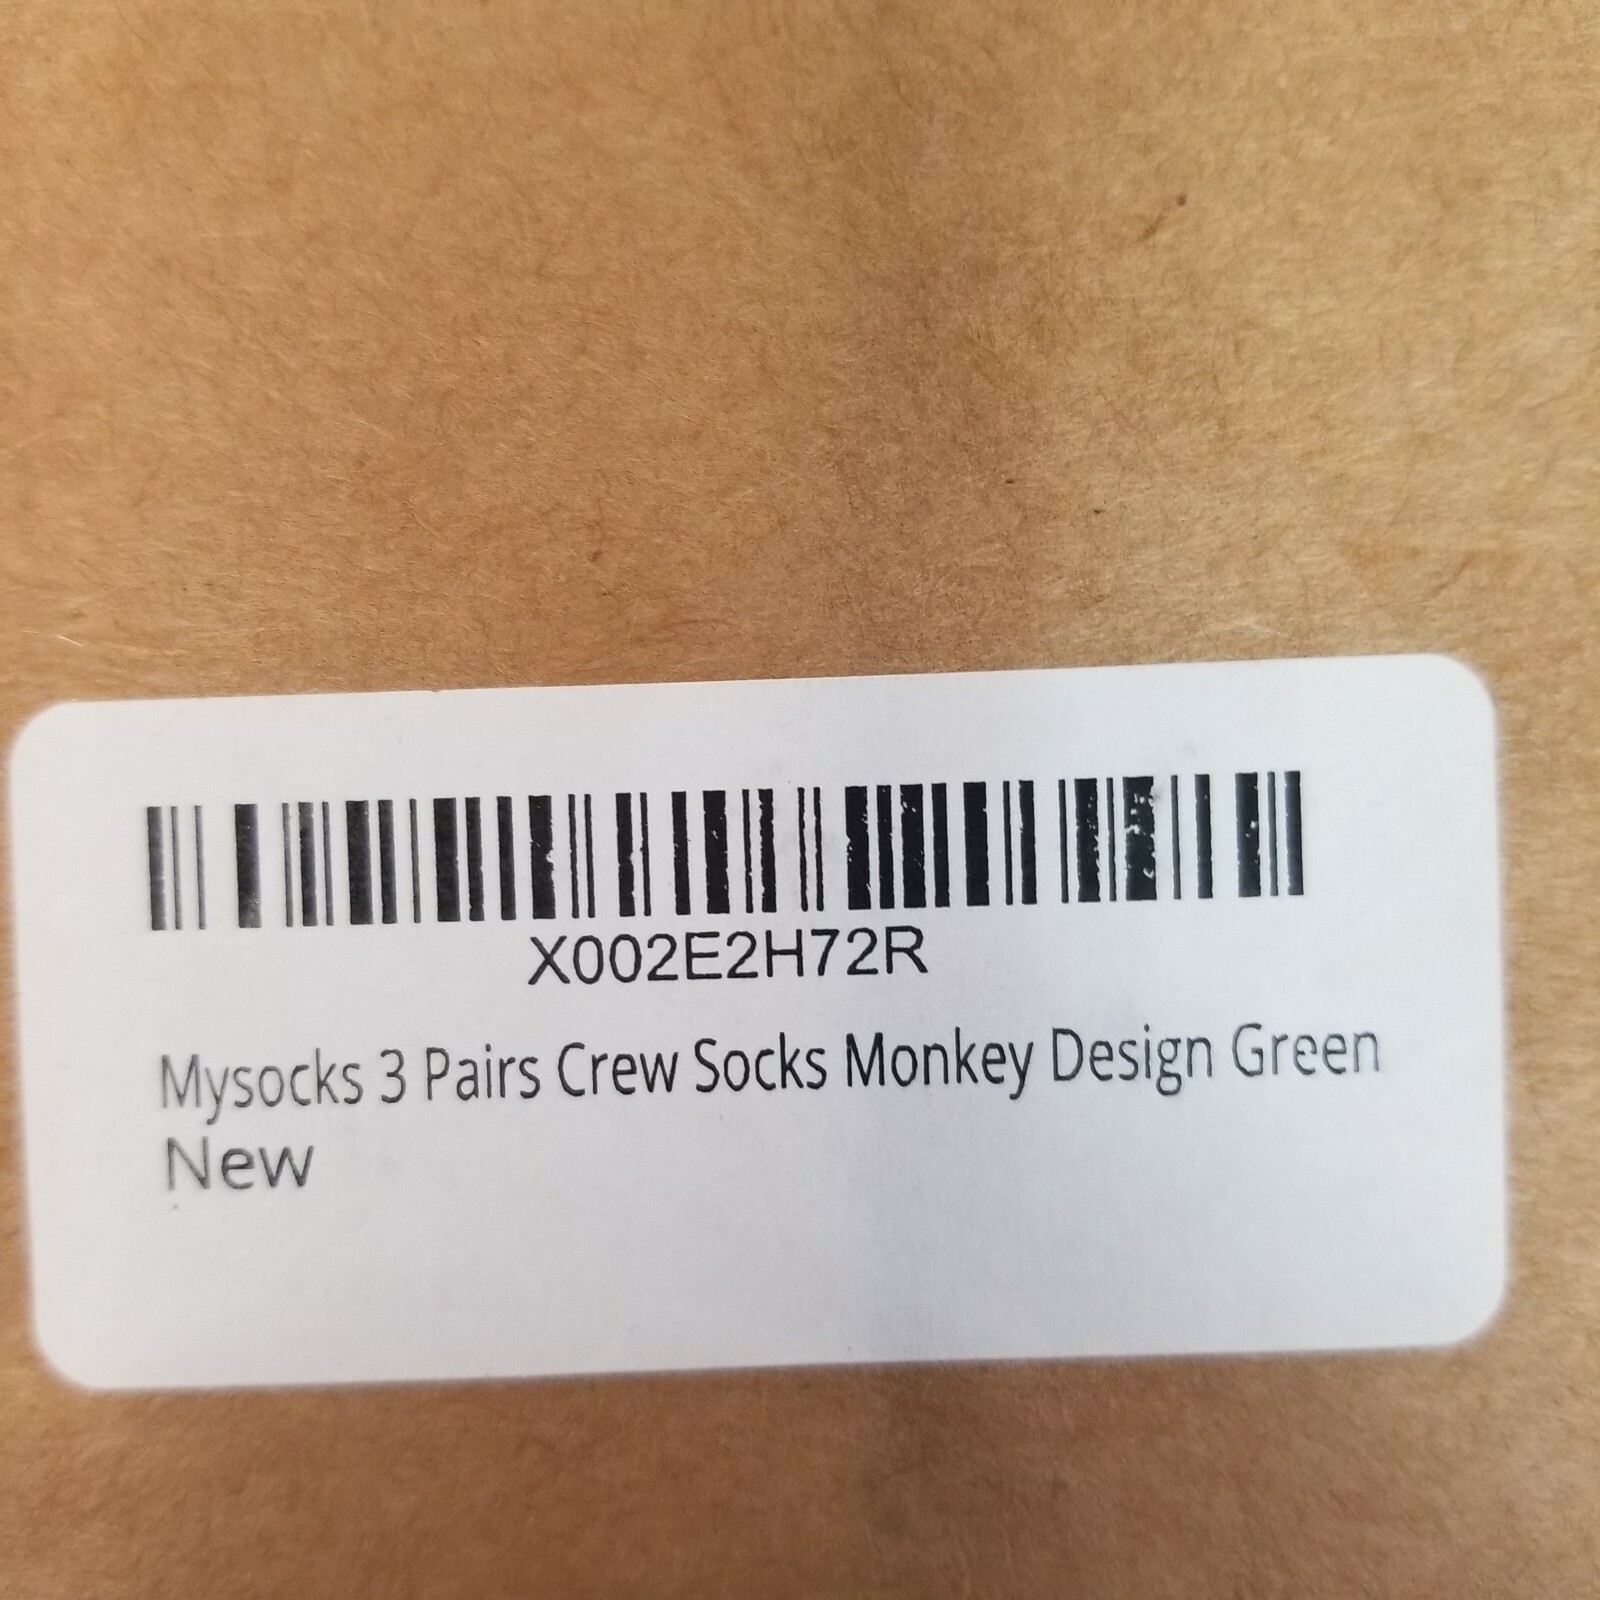 X002E2H72R
Mysocks 3 Pairs Crew Socks Monkey Design Green
New